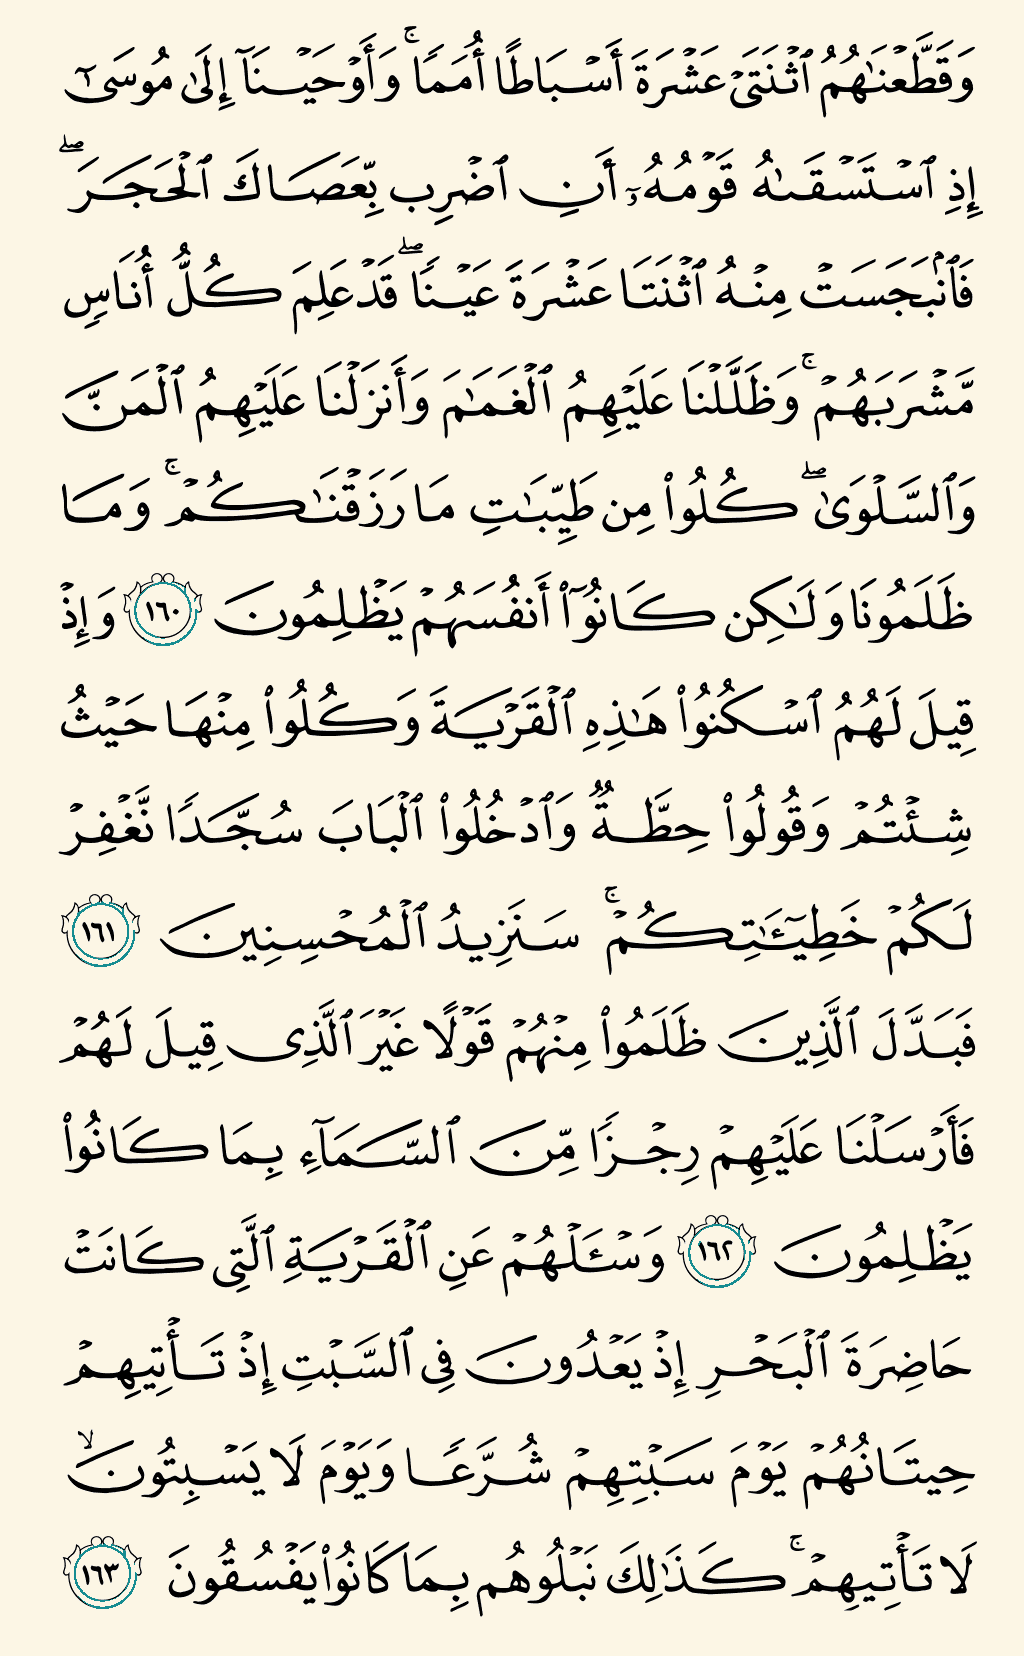 وَقَطَّعْنَٰهُمُ ٱثْنَتَىْ عَشْرَةَ أَسْبَاطًا أُمَمًا ۚ وَأَوْحَيْنَآ إِلَىٰ مُوسَىٰٓ
إِذِ ٱسْتَسْقَىٰهُ قَوْمُهُۥٓ أَنِ ٱضْرِب بِّعَصَاكَ ٱلْحَجَرَ ۖ
فَٱنۢبَجَسَتْ مِنْهُ ٱثْنَتَا عَشْرَةَ عَيْنًا ۖ قَدْ عَلِمَ كُلُّ أُنَاسٍ
مَّشْرَبَهُمْ ۚ وَظَلَّلْنَا عَلَيْهِمُ ٱلْغَمَٰمَ وَأَنزَلْنَا عَلَيْهِمُ ٱلْمَنَّ
وَٱلسَّلْوَىٰ ۖ كُلُوا۟ مِن طَيِّبَٰتِ مَا رَزَقْنَٰكُمْ ۚ وَمَا
ظَلَمُونَا وَلَٰكِن كَانُوٓا۟ أَنفُسَهُمْ يَظْلِمُونَ ١٦٠ وَإِذْ
قِيلَ لَهُمُ ٱسْكُنُوا۟ هَٰذِهِ ٱلْقَرْيَةَ وَكُلُوا۟ مِنْهَا حَيْثُ
شِئْتُمْ وَقُولُوا۟ حِطَّةٌ وَٱدْخُلُوا۟ ٱلْبَابَ سُجَّدًا نَّغْفِرْ
لَكُمْ خَطِيٓـَٰٔتِكُمْ ۚ سَنَزِيدُ ٱلْمُحْسِنِينَ ١٦١
فَبَدَّلَ ٱلَّذِينَ ظَلَمُوا۟ مِنْهُمْ قَوْلًا غَيْرَ ٱلَّذِى قِيلَ لَهُمْ
فَأَرْسَلْنَا عَلَيْهِمْ رِجْزًا مِّنَ ٱلسَّمَآءِ بِمَا كَانُوا۟
يَظْلِمُونَ ١٦٢ وَسْـَٔلْهُمْ عَنِ ٱلْقَرْيَةِ ٱلَّتِى كَانَتْ
حَاضِرَةَ ٱلْبَحْرِ إِذْ يَعْدُونَ فِى ٱلسَّبْتِ إِذْ تَأْتِيهِمْ
حِيتَانُهُمْ يَوْمَ سَبْتِهِمْ شُرَّعًا وَيَوْمَ لَا يَسْبِتُونَ ۙ
لَا تَأْتِيهِمْ ۚ كَذَٰلِكَ نَبْلُوهُم بِمَا كَانُوا۟ يَفْسُقُونَ ١٦٣